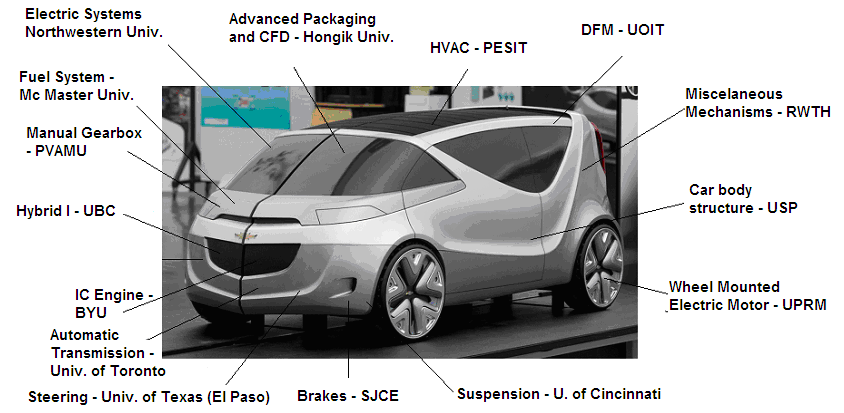 Electric Systems
Northwestern Univ.
Advanced Packaging
and CFD - Hongik Univ.
HVAC - PESIT
DFM - UOIT
Fuel System -
Mc Master Univ.
Miscelaneous
Mechanisms - RWTH
Manual Gearbox
- PVAMU
Car body
structure - USP
Hybrid I - UBC
IC Engine -
BYU
Wheel Mounted
Electric Motor - UPRM
Automatic
Transmission -
Univ. of Toronto
Steering - Univ. of Texas (El Paso)
Brakes - SJCE
Suspension - U. of Cincinnati